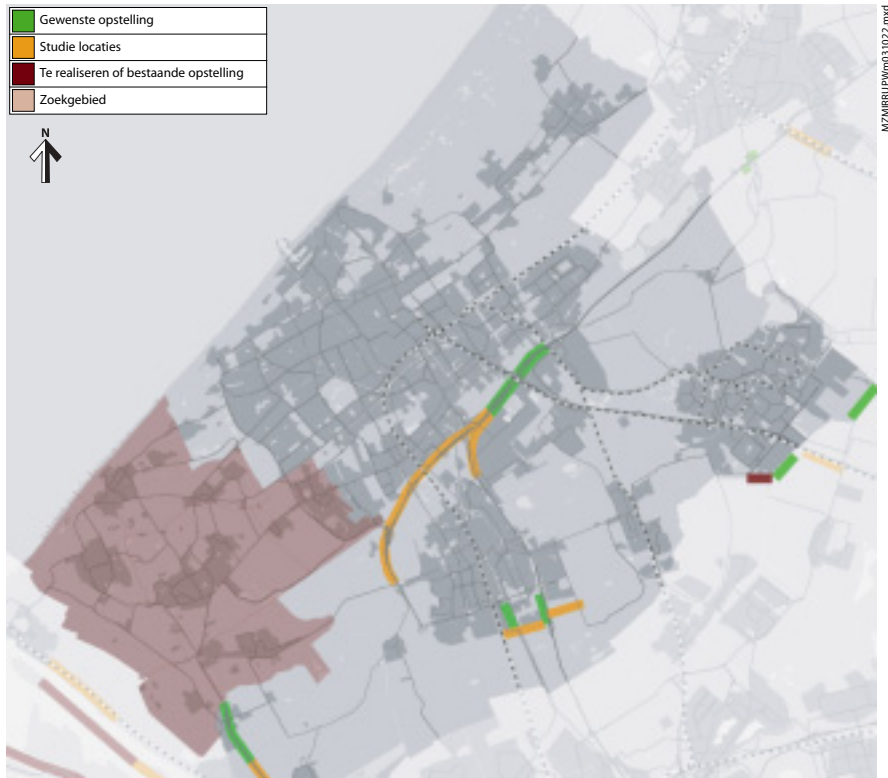 Gewenste opstelling
Studie locaties
Te realiseren of bestaande opstelling
Zoekgebied
N